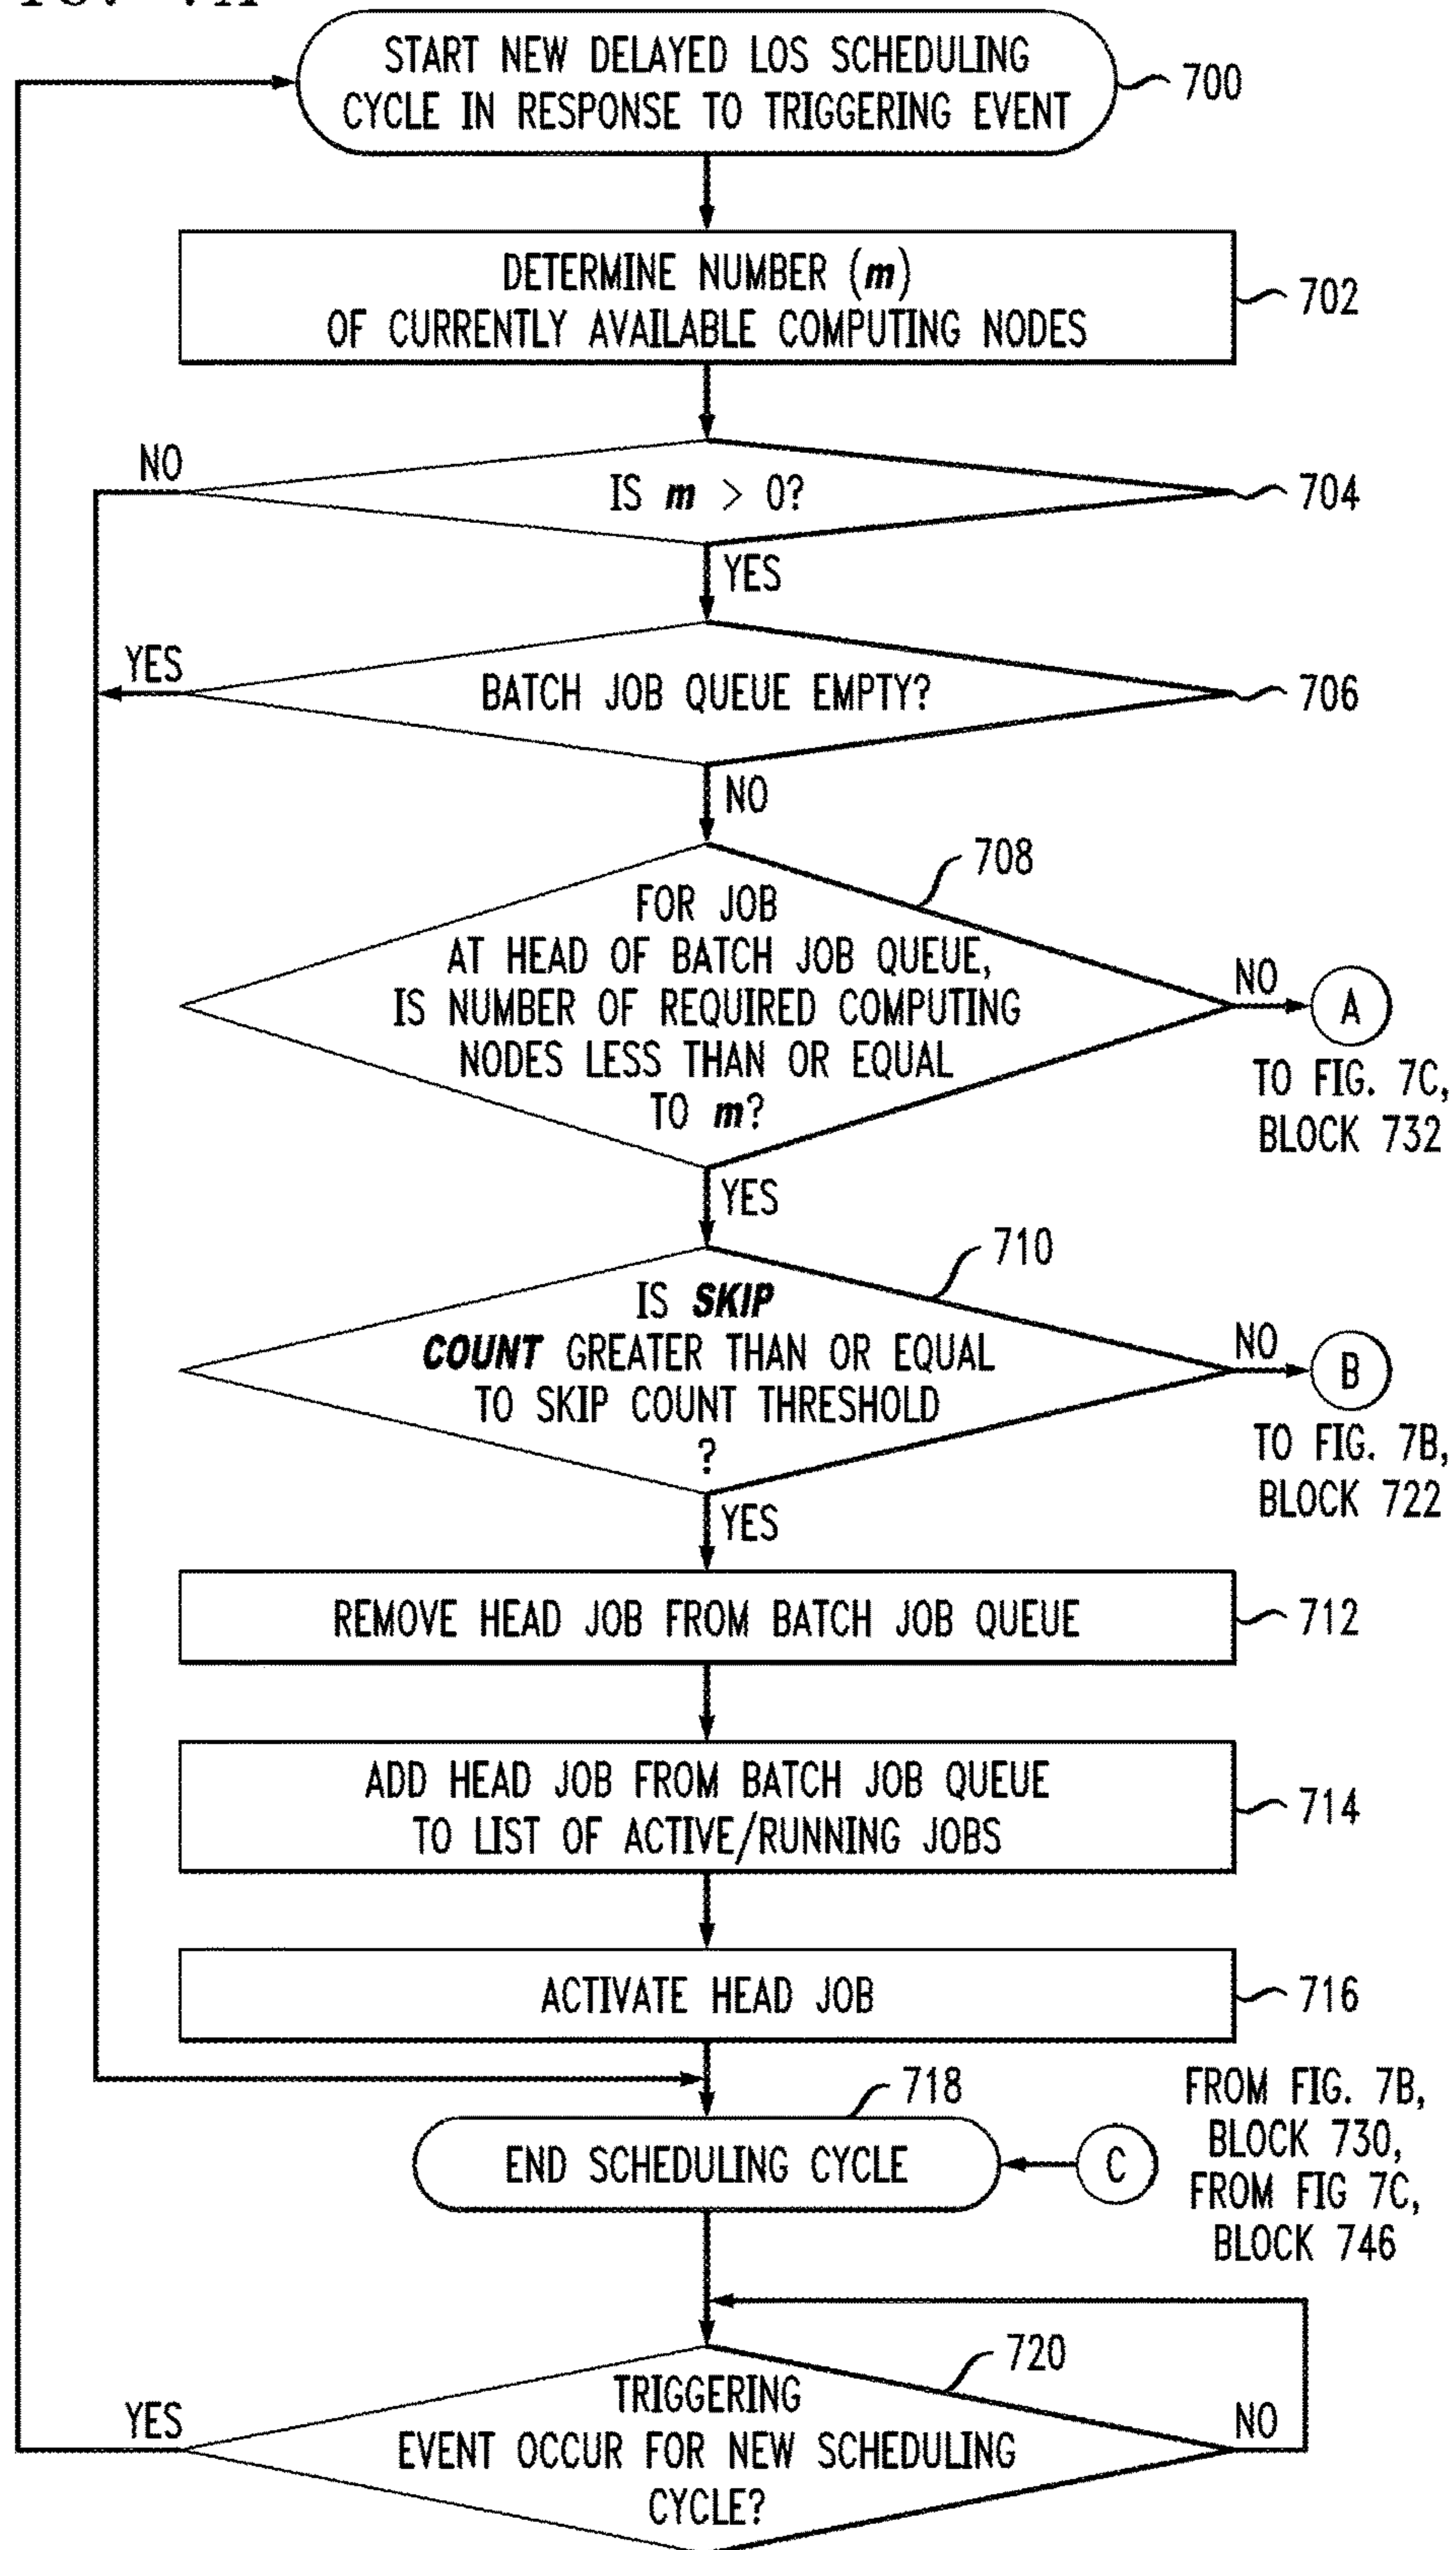 START NEW DELAYED LOS SCHEDULING
CYCLE IN RESPONSE TO TRIGGERING EVENT
700
DETERMINE NUMBER (m)
OF CURRENTLY AVAILABLE COMPUTING NODES
702
NO
IS m > 0?
704
YES
YES
BATCH JOB QUEUE EMPTY?
706
NO
708
FOR JOB
AT HEAD OF BATCH JOB QUEUE,
IS NUMBER OF REQUIRED COMPUTING
NODES LESS THAN OR EQUAL
TO m?
NO
A
TO FIG. 7C,
BLOCK 732
YES
710
IS SKIP
COUNT GREATER THAN OR EQUAL
TO SKIP COUNT THRESHOLD
?
NO
B
TO FIG. 7B,
BLOCK 722
YES
REMOVE HEAD JOB FROM BATCH JOB QUEUE
712
ADD HEAD JOB FROM BATCH JOB QUEUE
TO LIST OF ACTIVE/RUNNING JOBS
714
ACTIVATE HEAD JOB
716
718
END SCHEDULING CYCLE
C
FROM FIG. 7B,
BLOCK 730,
FROM FIG 7C,
BLOCK 746
720
TRIGGERING
EVENT OCCUR FOR NEW SCHEDULING
CYCLE?
YES
NO